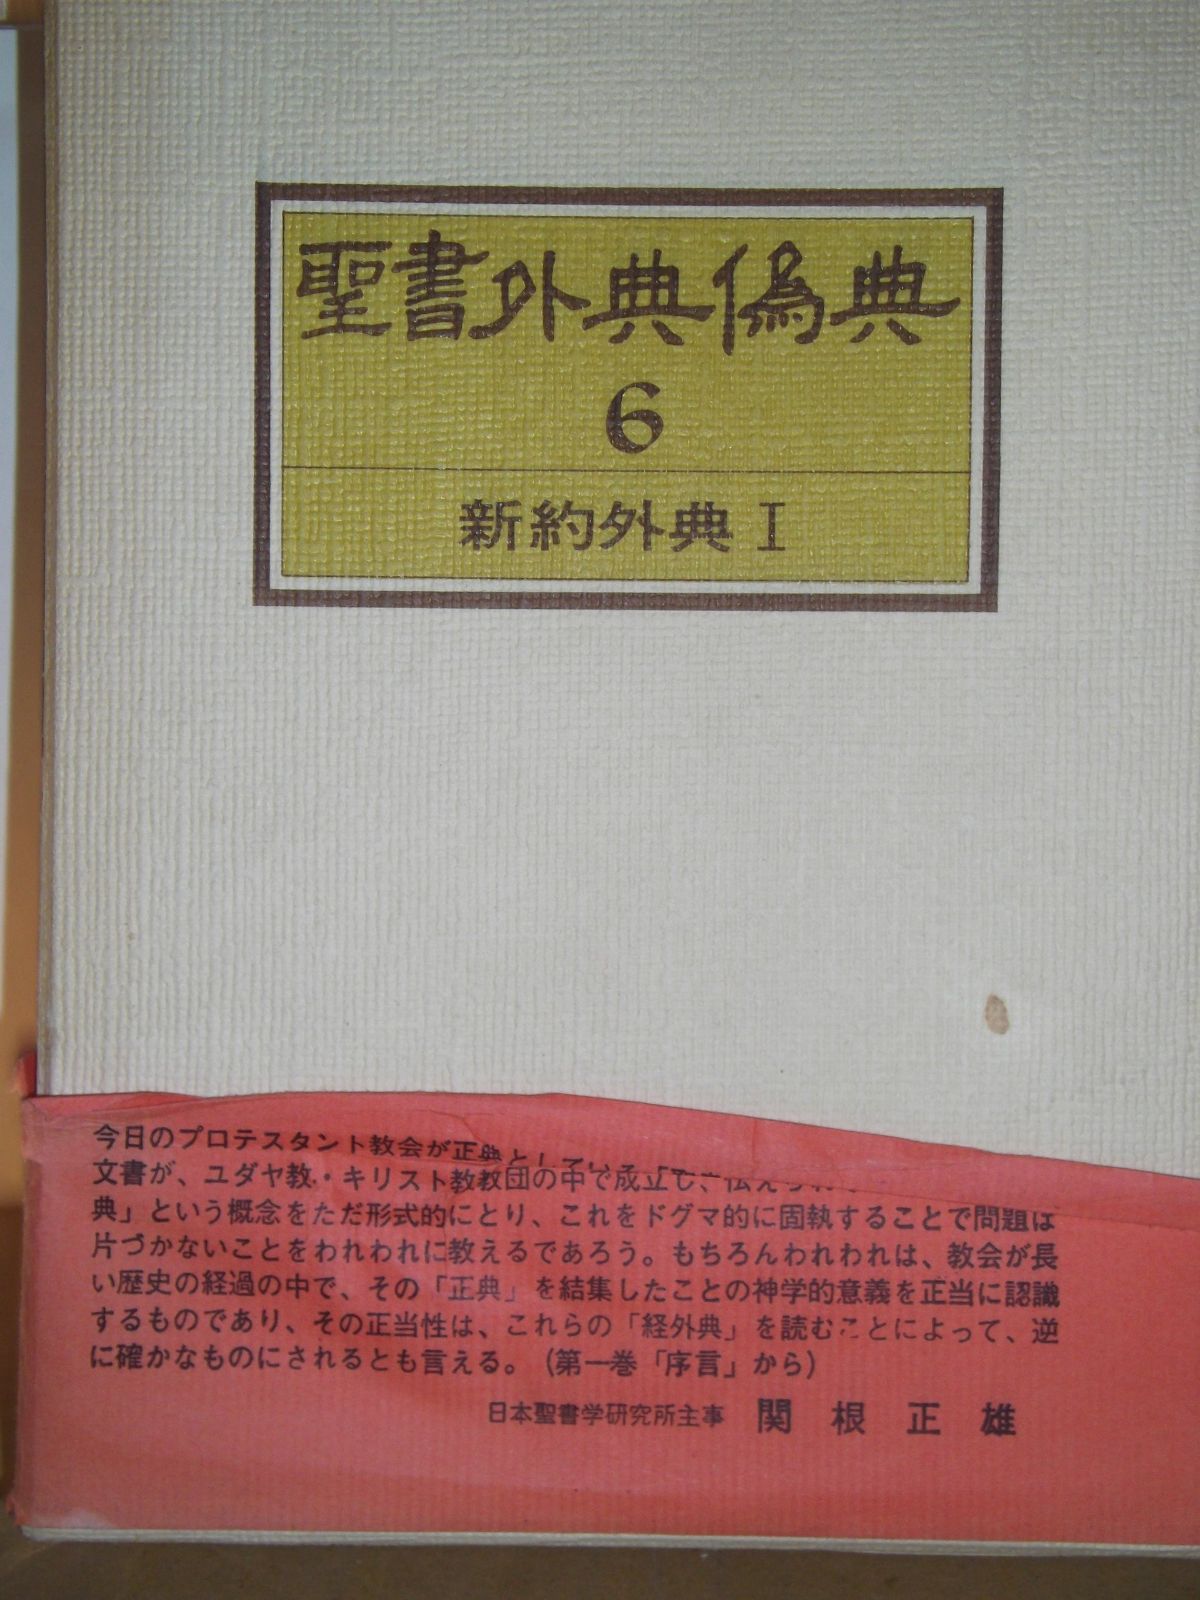 聖書外典偽典
6
新約外典 I
今日のプロテスタント教会が正典として
文書が、ユダヤ教・キリスト教教団の中で成立し、伝えられ
典」という概念をただ形式的にとり、これをドグマ的に固執することで問題は
片づかないことをわれわれに教えるであろう。もちろんわれわれは、教会が長
い歴史の経過の中で、その「正典」を結集したことの神学的意義を正当に認識
するものであり、その正当性は、これらの「経外典」を読むことによって、逆
に確かなものにされるとも言える。(第一巻「序言」から)
日本聖書学研究所主事 関根正雄